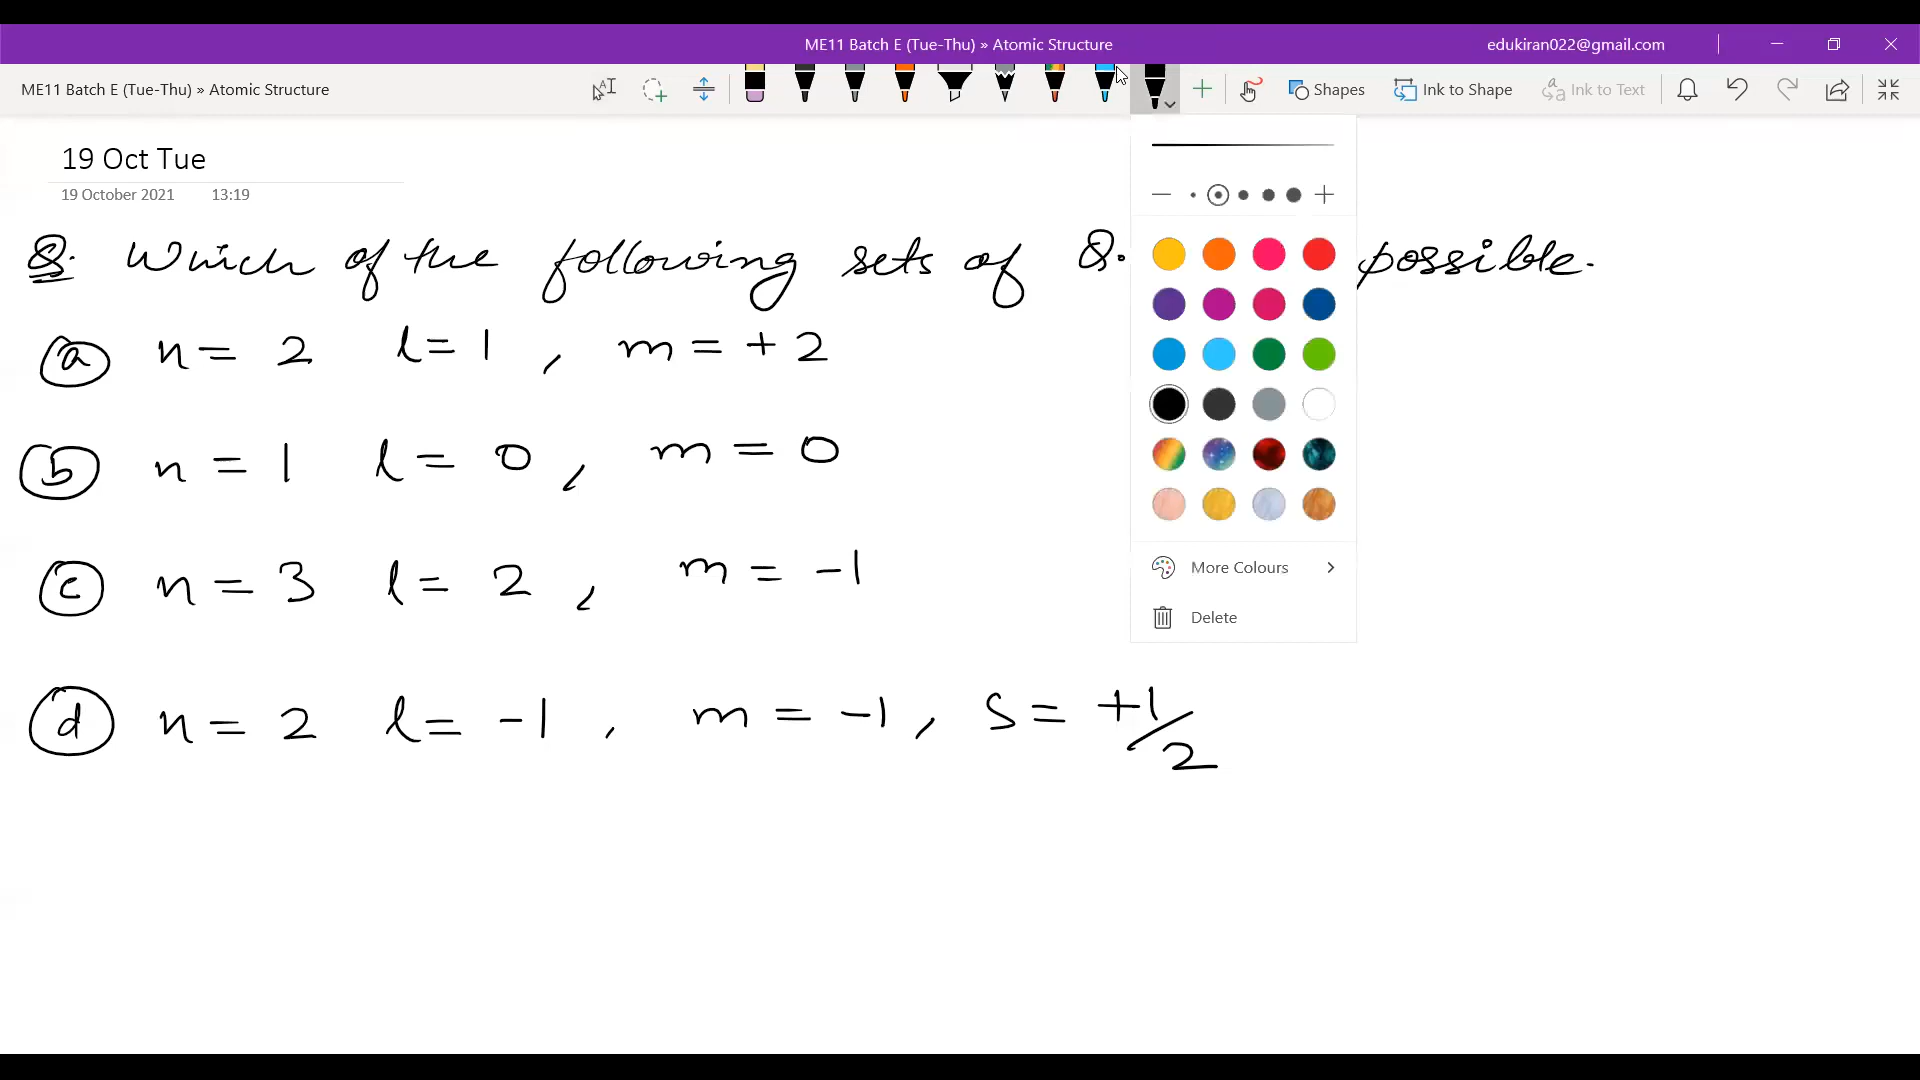 ME11 Batch E (Tue-Thu) » Atomic Structure
edukiran022@gmail.com
ME11 Batch E (Tue-Thu) » Atomic Structure
Shapes
Ink to Shape
Ink to Text
19 Oct Tue
19 October 2021 13:19
Q. Which of the following sets of Q. possible.
(a) n = 2 l = 1 , m = + 2
(b) n = 1 l = 0 , m = 0
(c) n = 3 l = 2 , m = -1
More Colours
Delete
(d) n = 2 l = -1 , m = -1 , s = +1/2